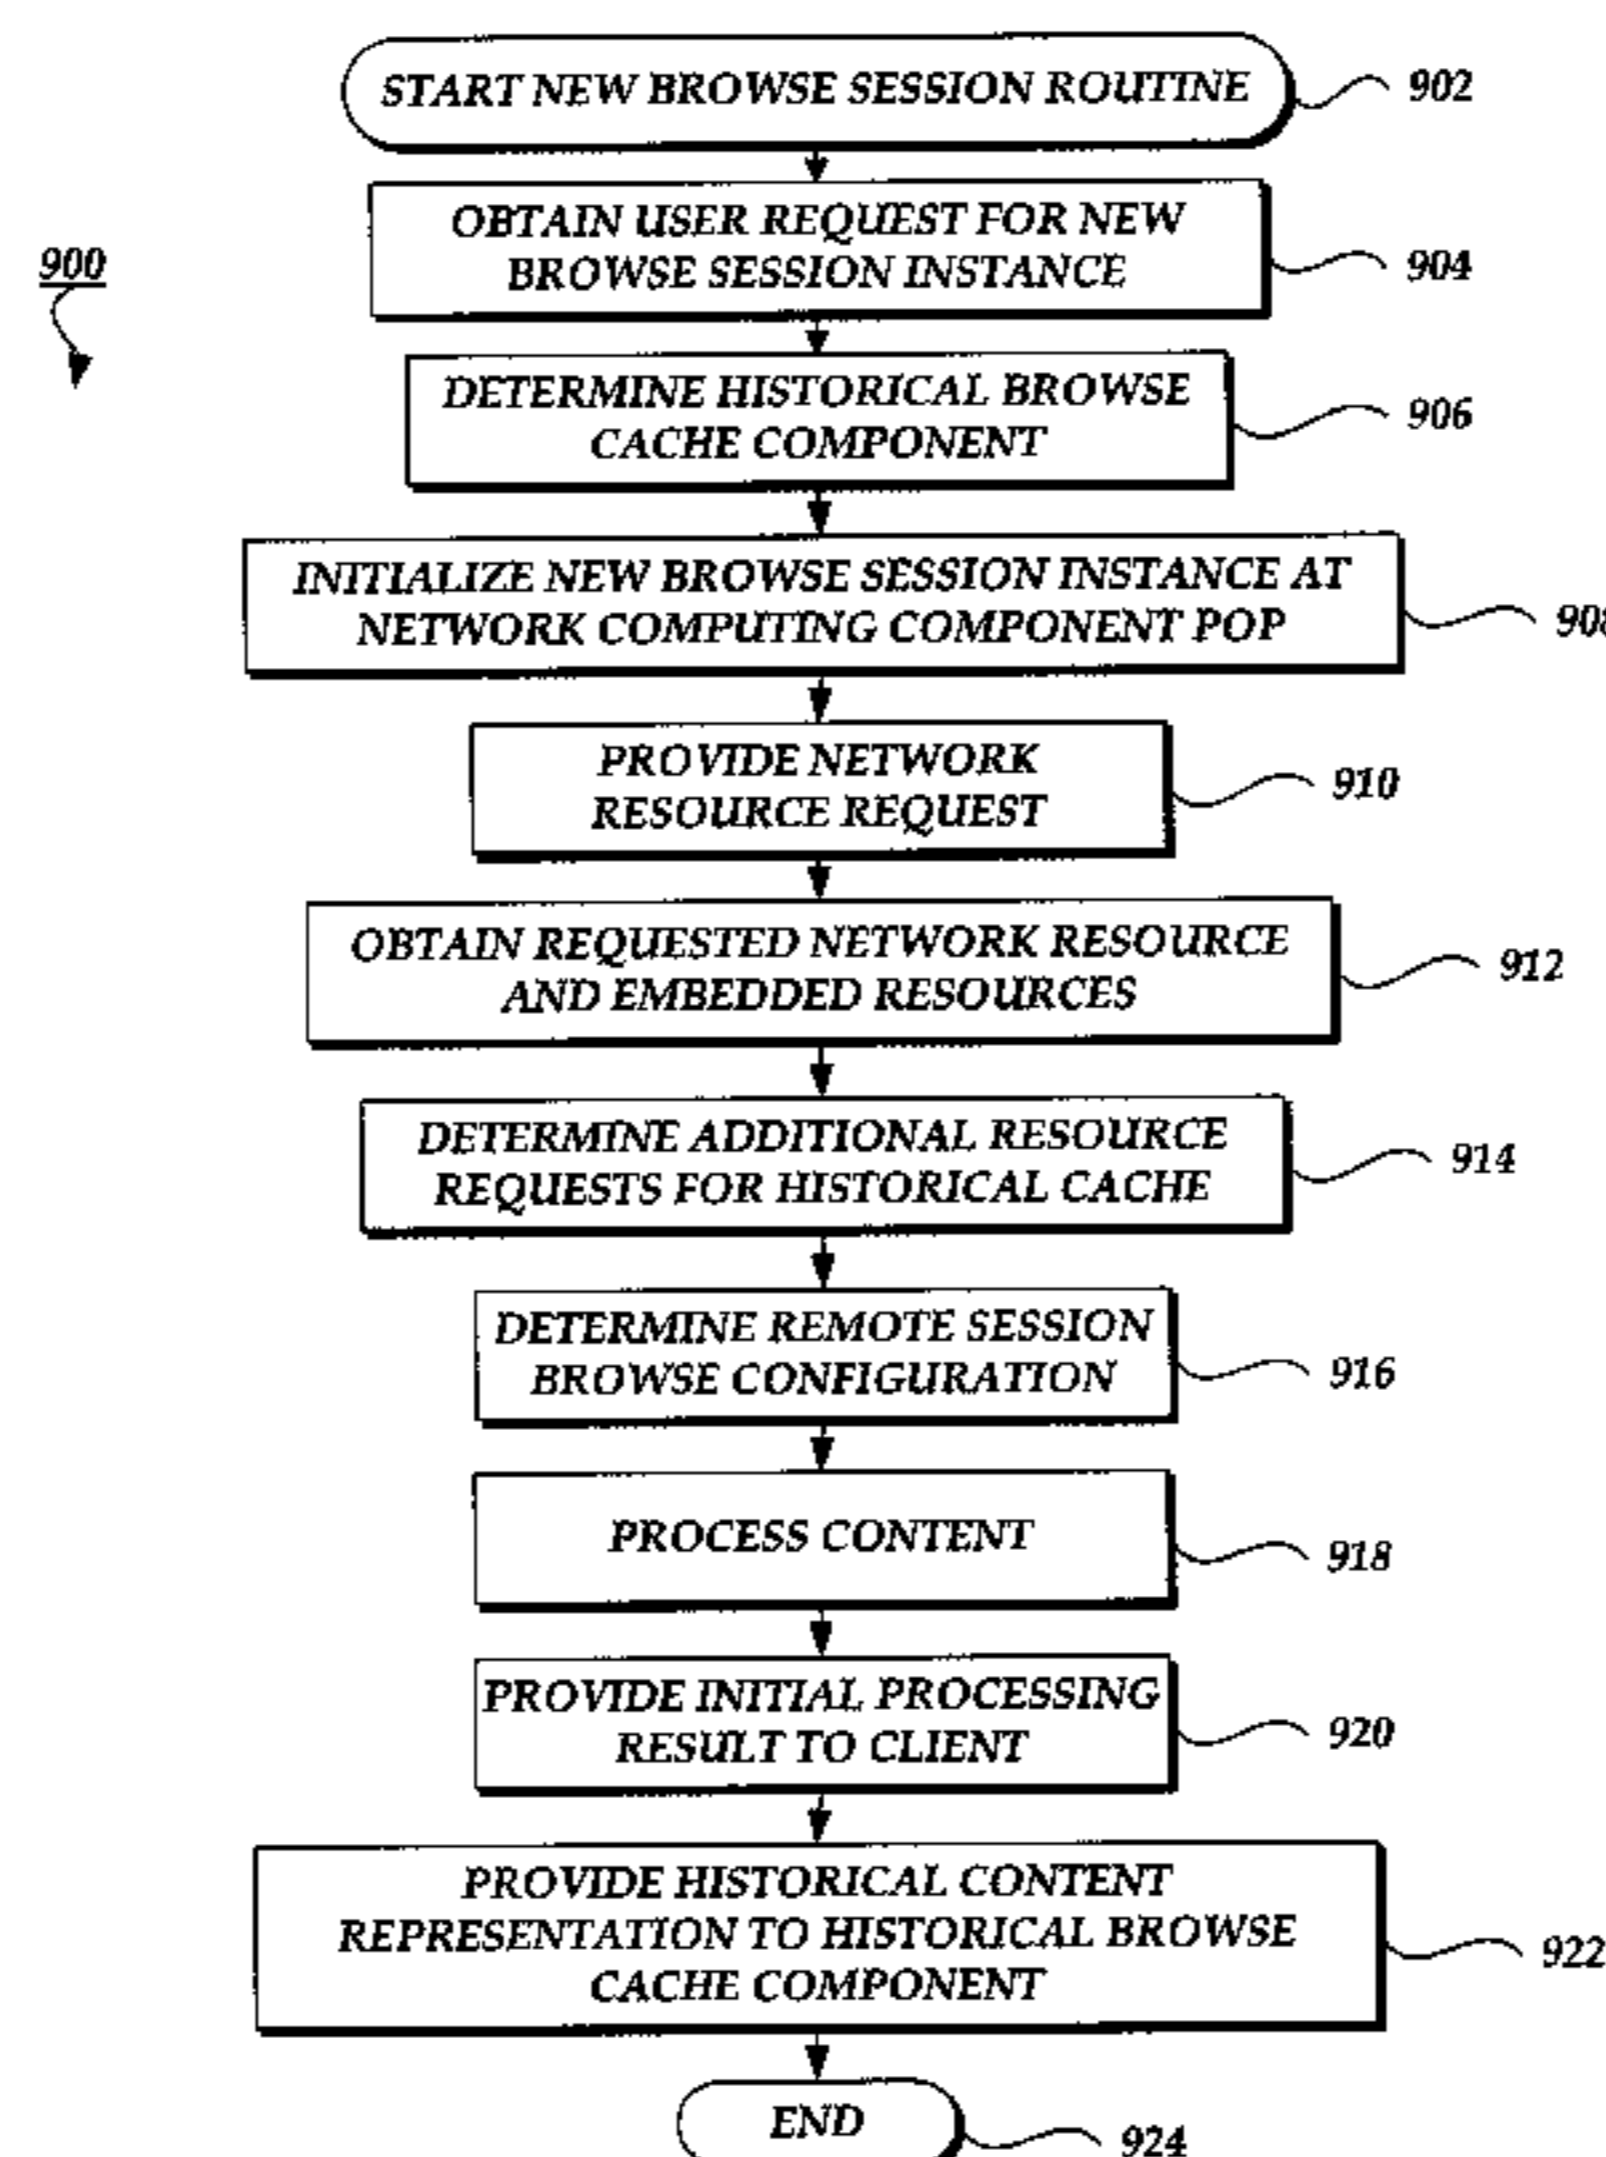 START NEW BROWSE SESSION ROUTINE
902
OBTAIN USER REQUEST FOR NEW
BROWSE SESSION INSTANCE
904
900
DETERMINE HISTORICAL BROWSE
CACHE COMPONENT
906
INITIALIZE NEW BROWSE SESSION INSTANCE AT
NETWORK COMPUTING COMPONENT POP
908
PROVIDE NETWORK
RESOURCE REQUEST
910
OBTAIN REQUESTED NETWORK RESOURCE
AND EMBEDDED RESOURCES
912
DETERMINE ADDITIONAL RESOURCE
REQUESTS FOR HISTORICAL CACHE
914
DETERMINE REMOTE SESSION
BROWSE CONFIGURATION
916
PROCESS CONTENT
918
PROVIDE INITIAL PROCESSING
RESULT TO CLIENT
920
PROVIDE HISTORICAL CONTENT
REPRESENTATION TO HISTORICAL BROWSE
CACHE COMPONENT
922
END
924